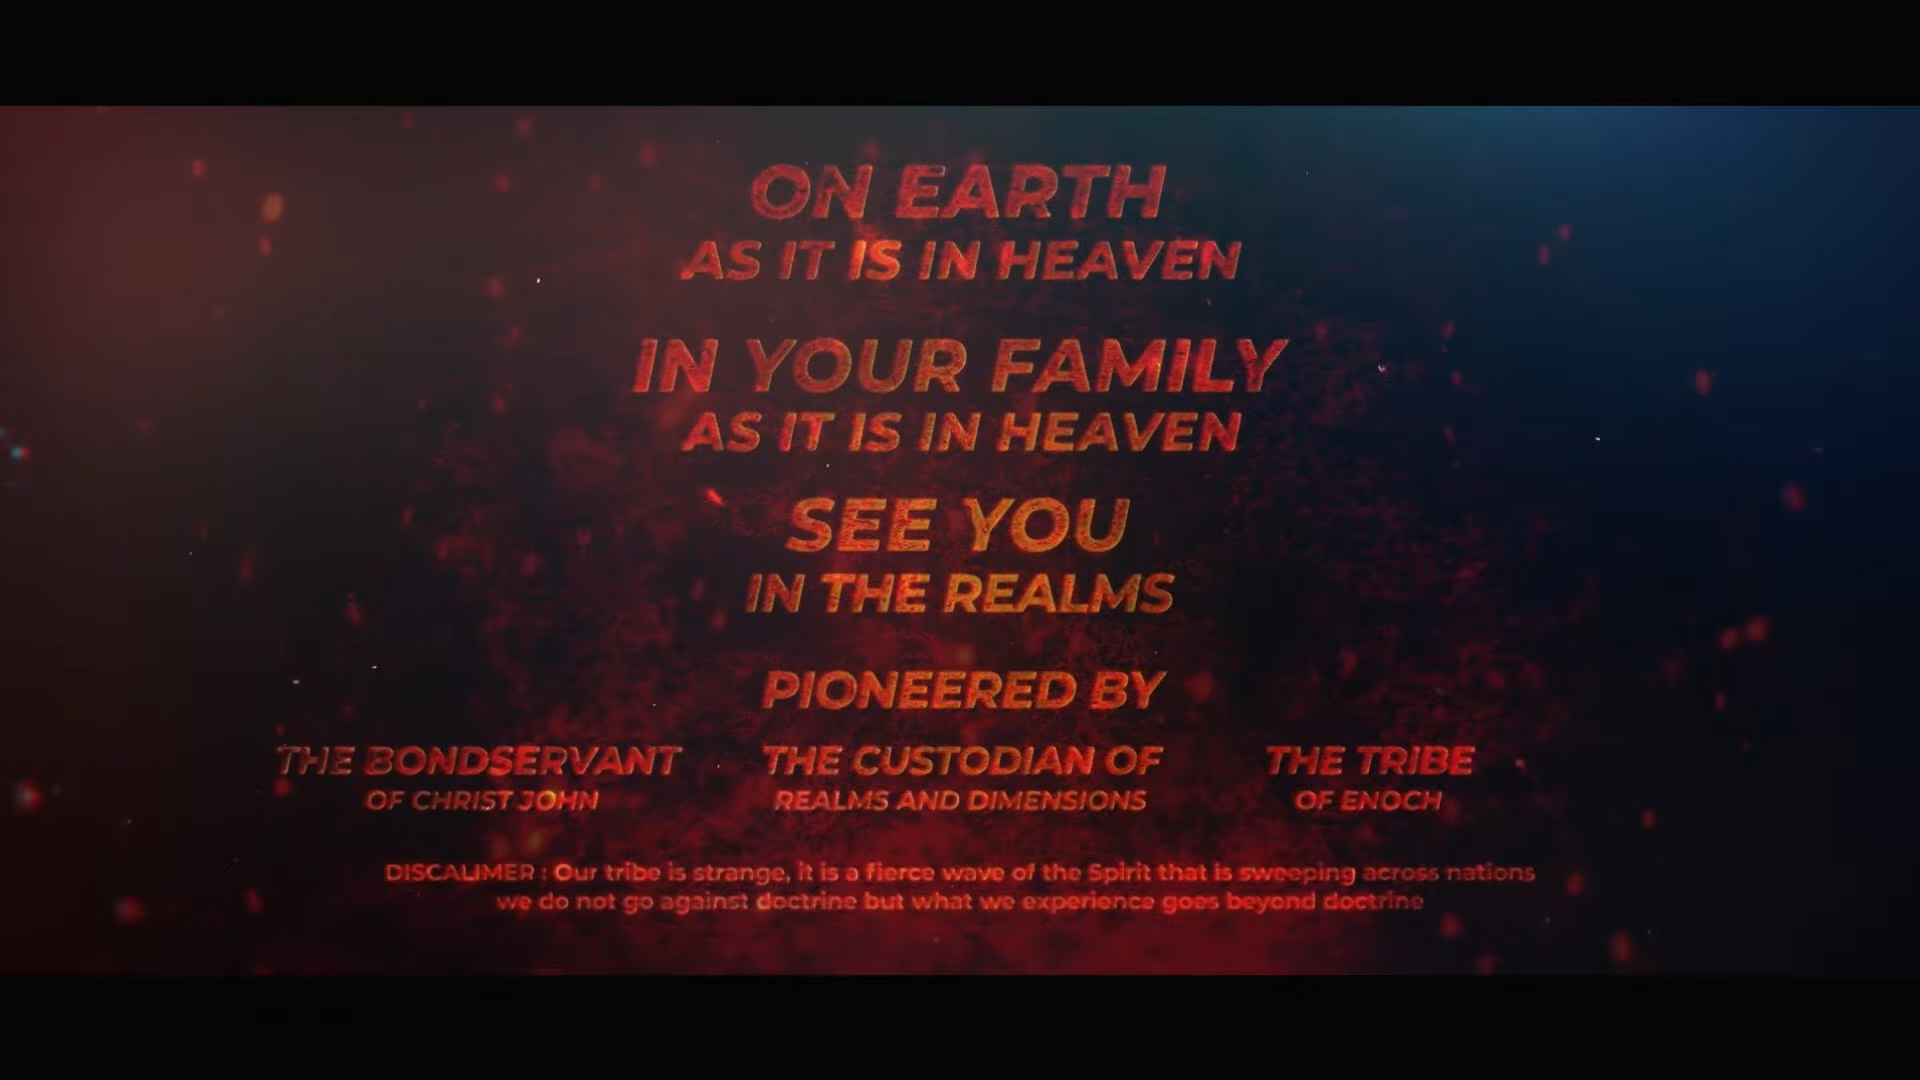 ON EARTH
AS IT IS IN HEAVEN
IN YOUR FAMILY
AS IT IS IN HEAVEN
SEE YOU
IN THE REALMS
PIONEERED BY
THE BONDSERVANT
OF CHRIST JOHN
THE CUSTODIAN OF
REALMS AND DIMENSIONS
THE TRIBE
OF ENOCH
DISCALIMER : Our tribe is strange, it is a fierce wave of the Spirit that is sweeping across nations
we do not go against doctrine but what we experience goes beyond doctrine